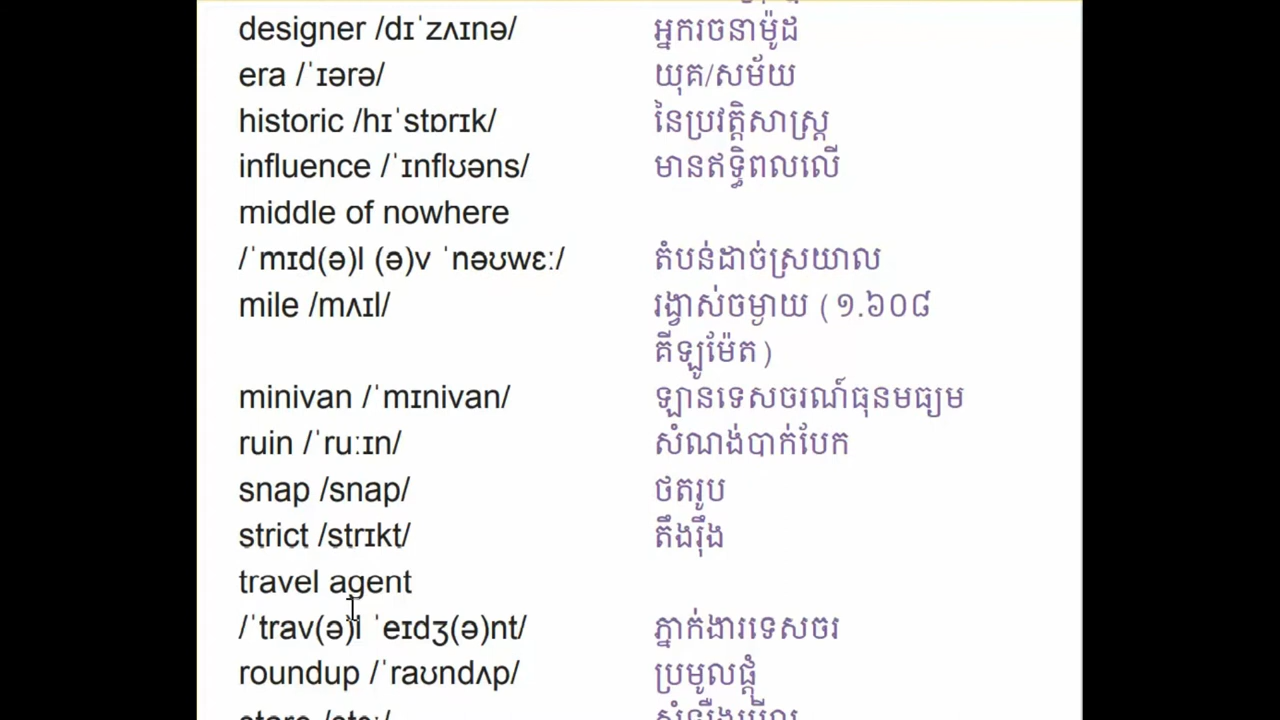 designer /dɪˈzʌɪnə/ អ្នករចនាម៉ូដ
era /ˈɪərə/ យុគ/សម័យ
historic /hɪˈstɒrɪk/ នៃប្រវត្តិសាស្ត្រ
influence /ˈɪnflʊəns/ មានឥទ្ធិពលលើ
middle of nowhere
/ˈmɪd(ə)l (ə)v ˈnəʊwɛː/ តំបន់ដាច់ស្រយាល
mile /mʌɪl/ រង្វាស់ចម្ងាយ (១.៦០៨
គីឡូម៉ែត)
minivan /ˈmɪnivan/ ឡានទេសចរណ៍ធុនមធ្យម
ruin /ˈruːɪn/ សំណង់បាក់បែក
snap /snap/ ថតរូប
strict /strɪkt/ តឹងរ៉ឹង
travel agent
/ˈtrav(ə)l ˈeɪdʒ(ə)nt/ ភ្នាក់ងារទេសចរ
roundup /ˈraʊndʌp/ ប្រមូលផ្តុំ